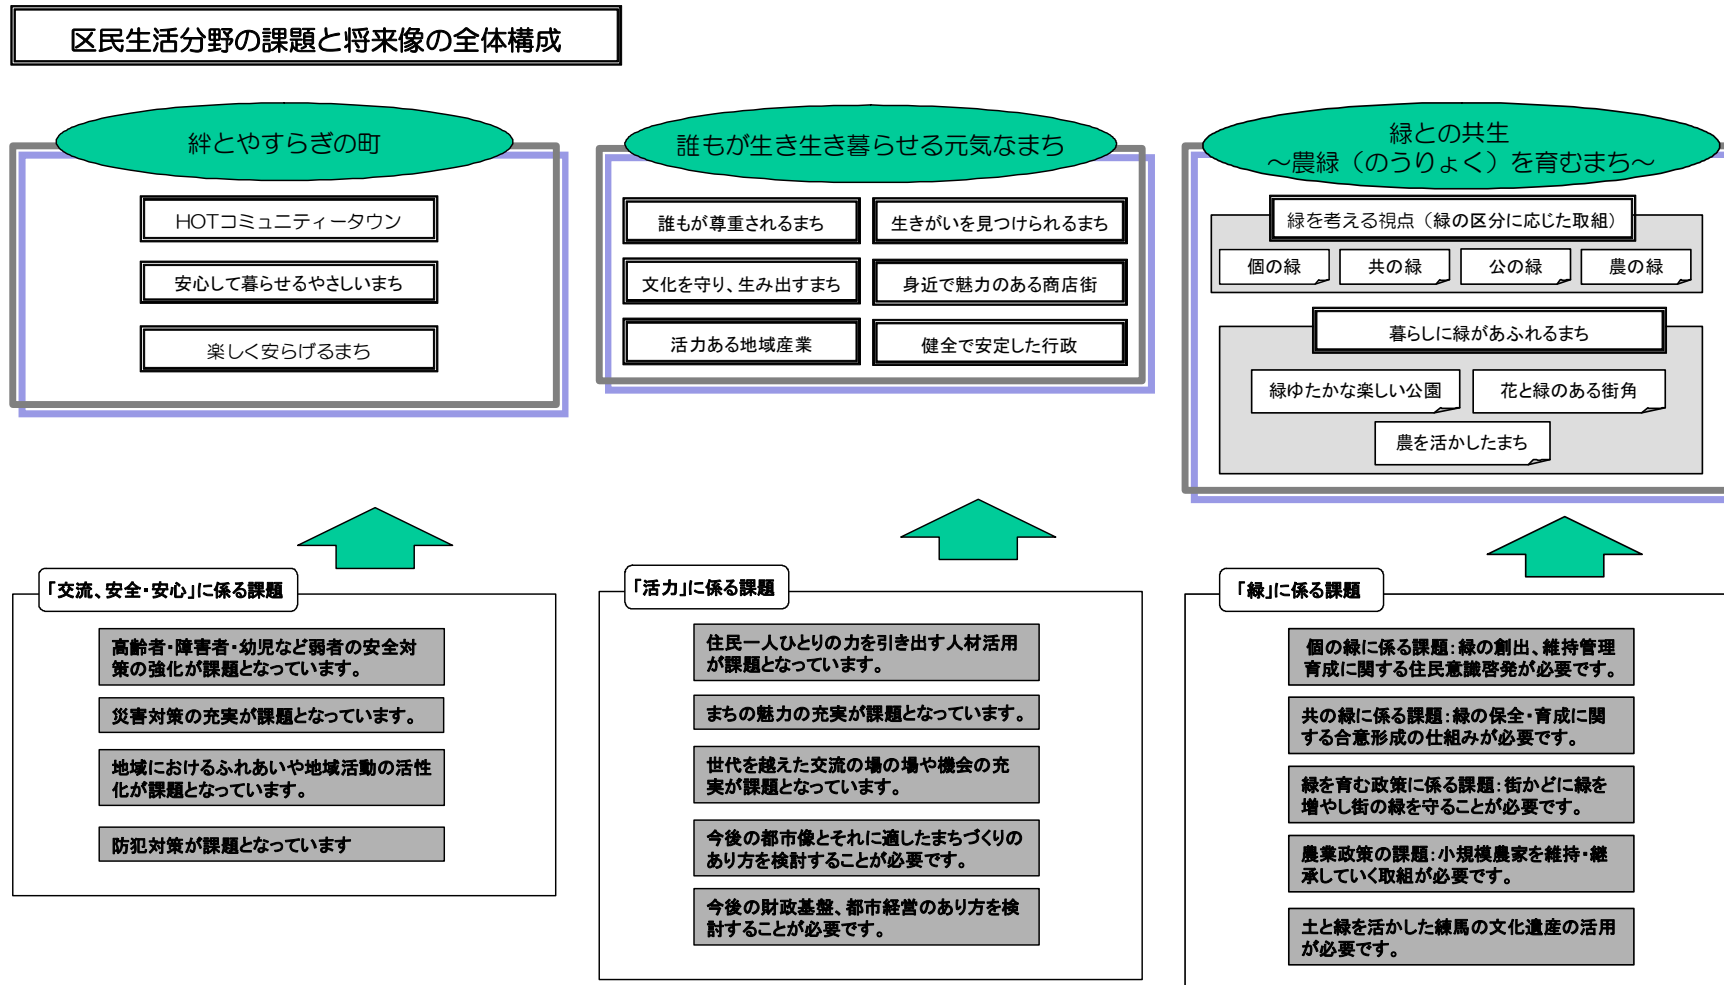 区民生活分野の課題と将来像の全体構成
絆とやすらぎの町
HOTコミュニティータウン
安心して暮らせるやさしいまち
楽しく安らげるまち
誰もが生き生き暮らせる元気なまち
誰もが尊重されるまち
生きがいを見つけられるまち
文化を守り、生み出すまち
身近で魅力のある商店街
活力ある地域産業
健全で安定した行政
緑との共生
～農緑（のうりょく）を育むまち～
緑を考える視点（緑の区分に応じた取組）
個の緑
共の緑
公の緑
農の緑
暮らしに緑があふれるまち
緑ゆたかな楽しい公園
花と緑のある街角
農を活かしたまち
「交流、安全・安心」に係る課題
高齢者・障害者・幼児など弱者の安全対
策の強化が課題となっています。
災害対策の充実が課題となっています。
地域におけるふれあいや地域活動の活性
化が課題となっています。
防犯対策が課題となっています
「活力」に係る課題
住民一人ひとりの力を引き出す人材活用
が課題となっています。
まちの魅力の充実が課題となっています。
世代を越えた交流の場の場や機会の充
実が課題となっています。
今後の都市像とそれに適したまちづくりの
あり方を検討することが必要です。
今後の財政基盤、都市経営のあり方を検
討することが必要です。
「緑」に係る課題
個の緑に係る課題：緑の創出、維持管理
育成に関する住民意識啓発が必要です。
共の緑に係る課題：緑の保全・育成に関
する合意形成の仕組みが必要です。
緑を育む政策に係る課題：街かどに緑を
増やし街の緑を守ることが必要です。
農業政策の課題：小規模農家を維持・継
承していく取組が必要です。
土と緑を活かした練馬の文化遺産の活用
が必要です。